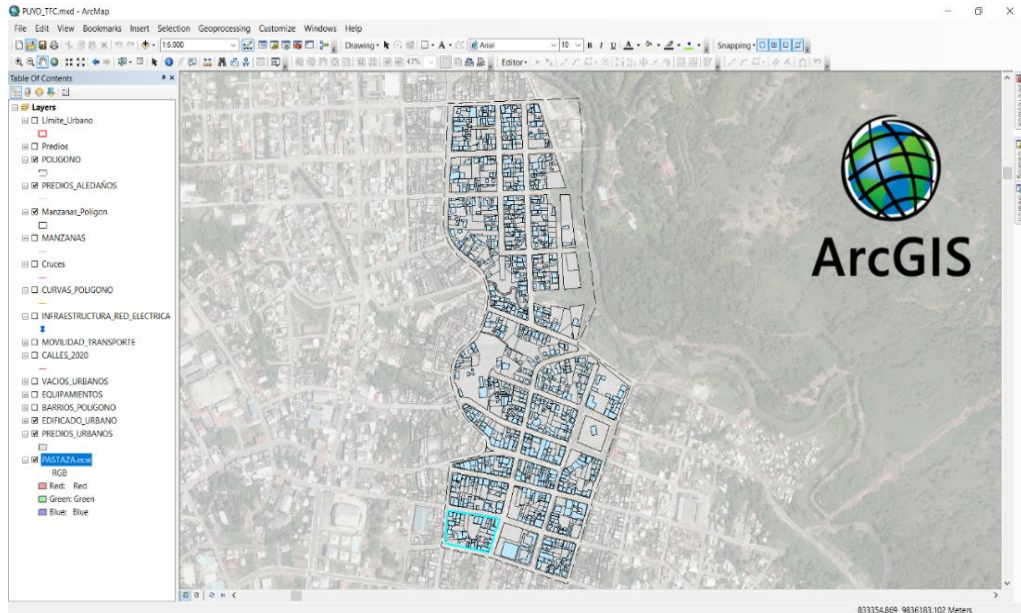 PUYO_TFC.mxd - ArcMap
File Edit View Bookmarks Insert Selection Geoprocessing Customize Windows Help
1:6.000
Drawing
Arial
10
B I U A
Snapping
47%
Editor
Table Of Contents
Layers
Límite_Urbano
Predios
POLIGONO
PREDIOS_ALEDAÑOS
Manzanas_Poligon
MANZANAS
Cruces
CURVAS_POLIGONO
INFRAESTRUCTURA_RED_ELECTRICA
MOVILIDAD_TRANSPORTE
CALLES_2020
VACIOS_URBANOS
EQUIPAMIENTOS
BARRIOS_POLIGONO
EDIFICADO_URBANO
PREDIOS_URBANOS
PASTAZA.ecw
RGB
Red: Red
Green: Green
Blue: Blue
ArcGIS
833354,869 9836183,102 Meters